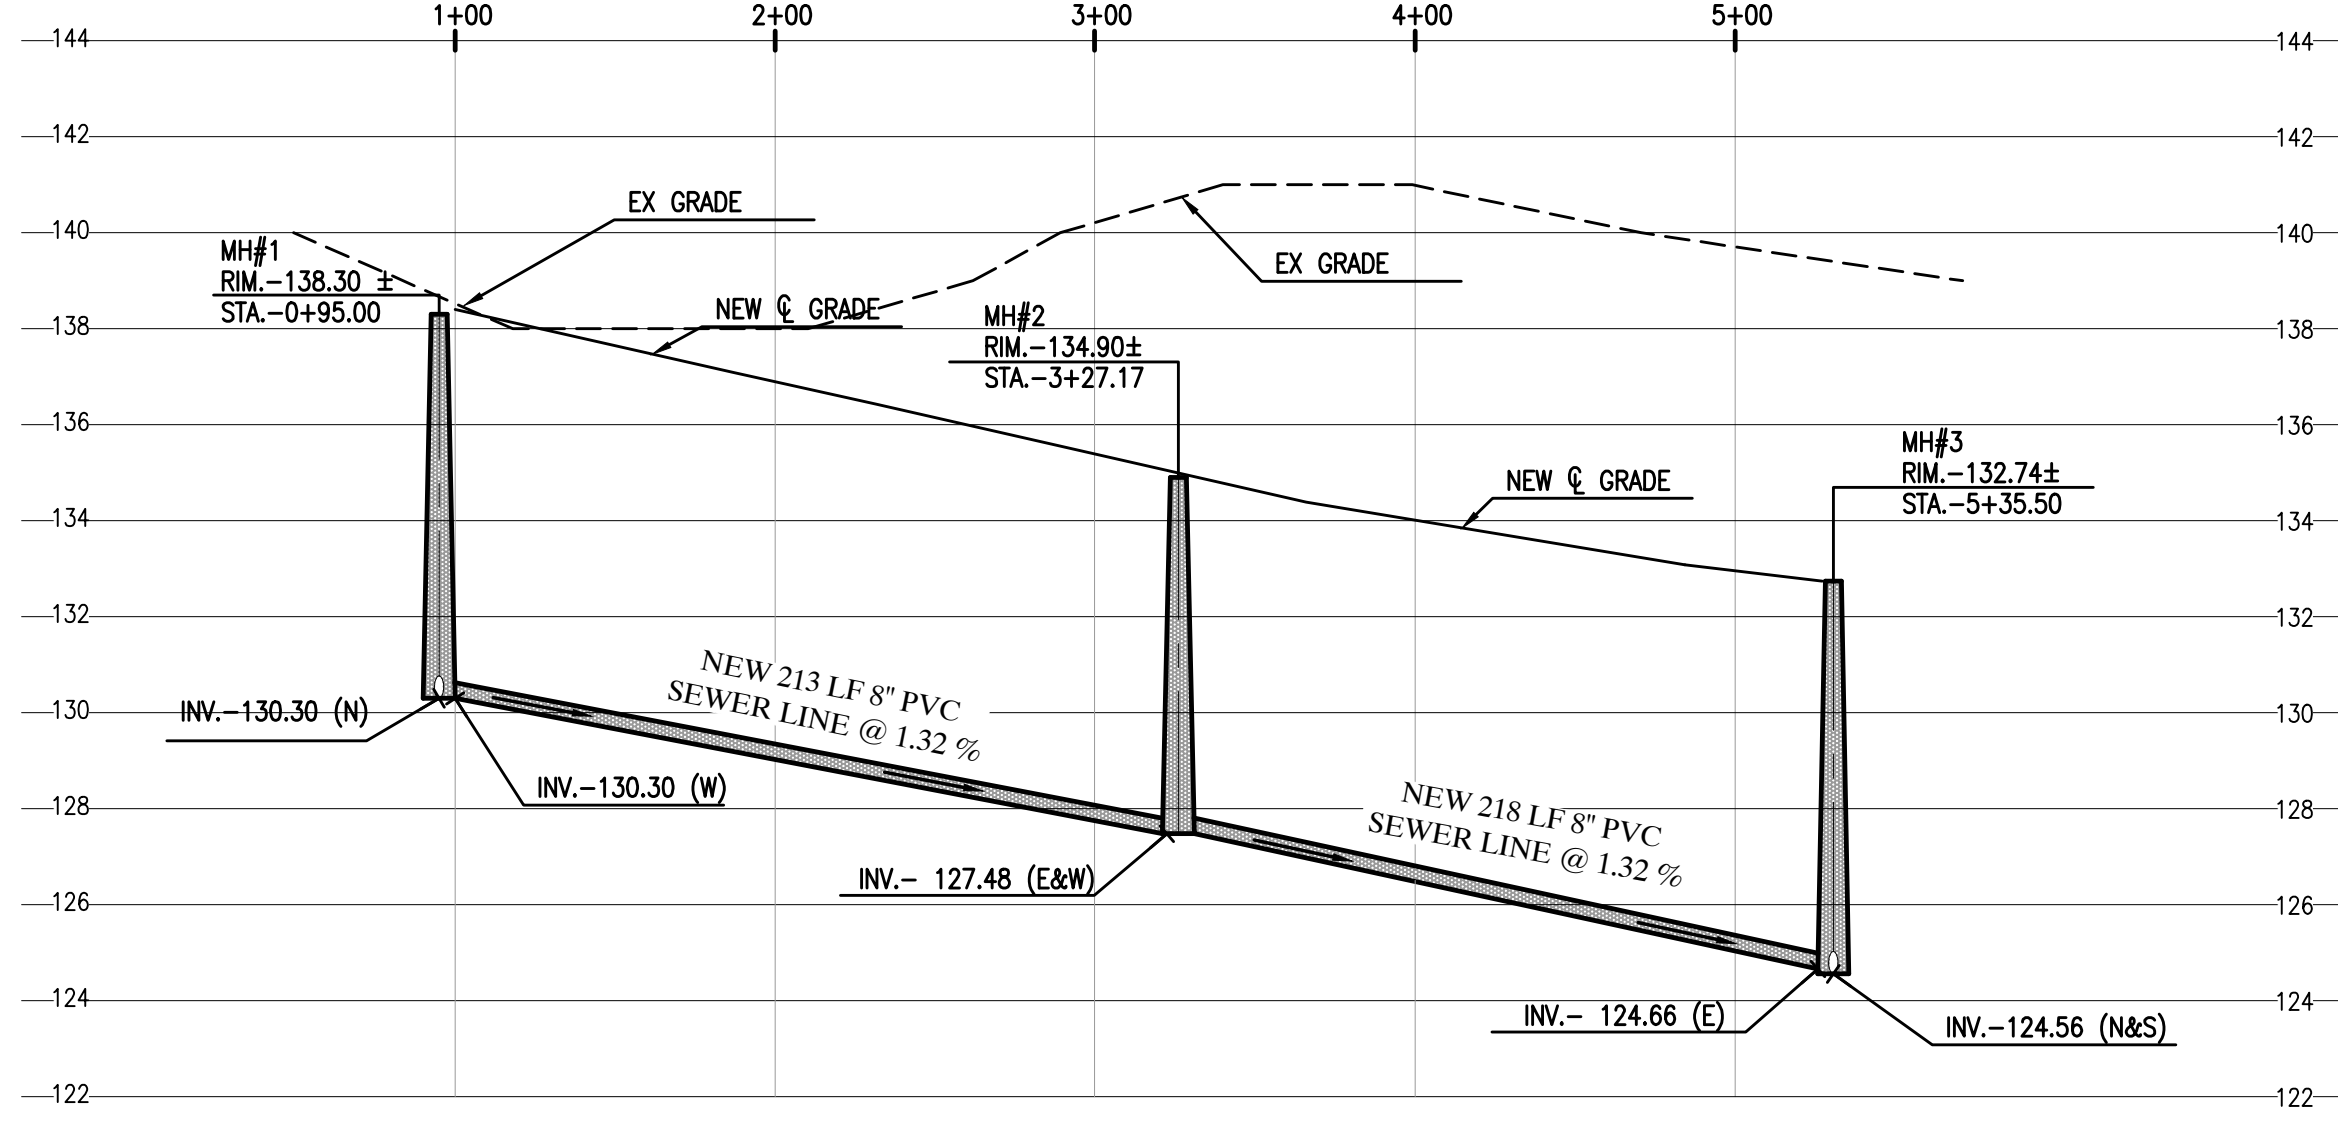 1+00 2+00 3+00 4+00 5+00
144 144
142 142
EX GRADE
140 140
MH#1
RIM.-138.30 ±
STA.-0+95.00
EX GRADE
NEW ℄ GRADE
138 138
MH#2
RIM.-134.90±
STA.-3+27.17
136 136
MH#3
RIM.-132.74±
STA.-5+35.50
NEW ℄ GRADE
134 134
132 132
NEW 213 LF 8" PVC
SEWER LINE @ 1.32 %
INV.-130.30 (N)
130 130
INV.-130.30 (W)
128 128
NEW 218 LF 8" PVC
SEWER LINE @ 1.32 %
INV.- 127.48 (E&W)
126 126
124 124
INV.- 124.66 (E)
INV.-124.56 (N&S)
122 122